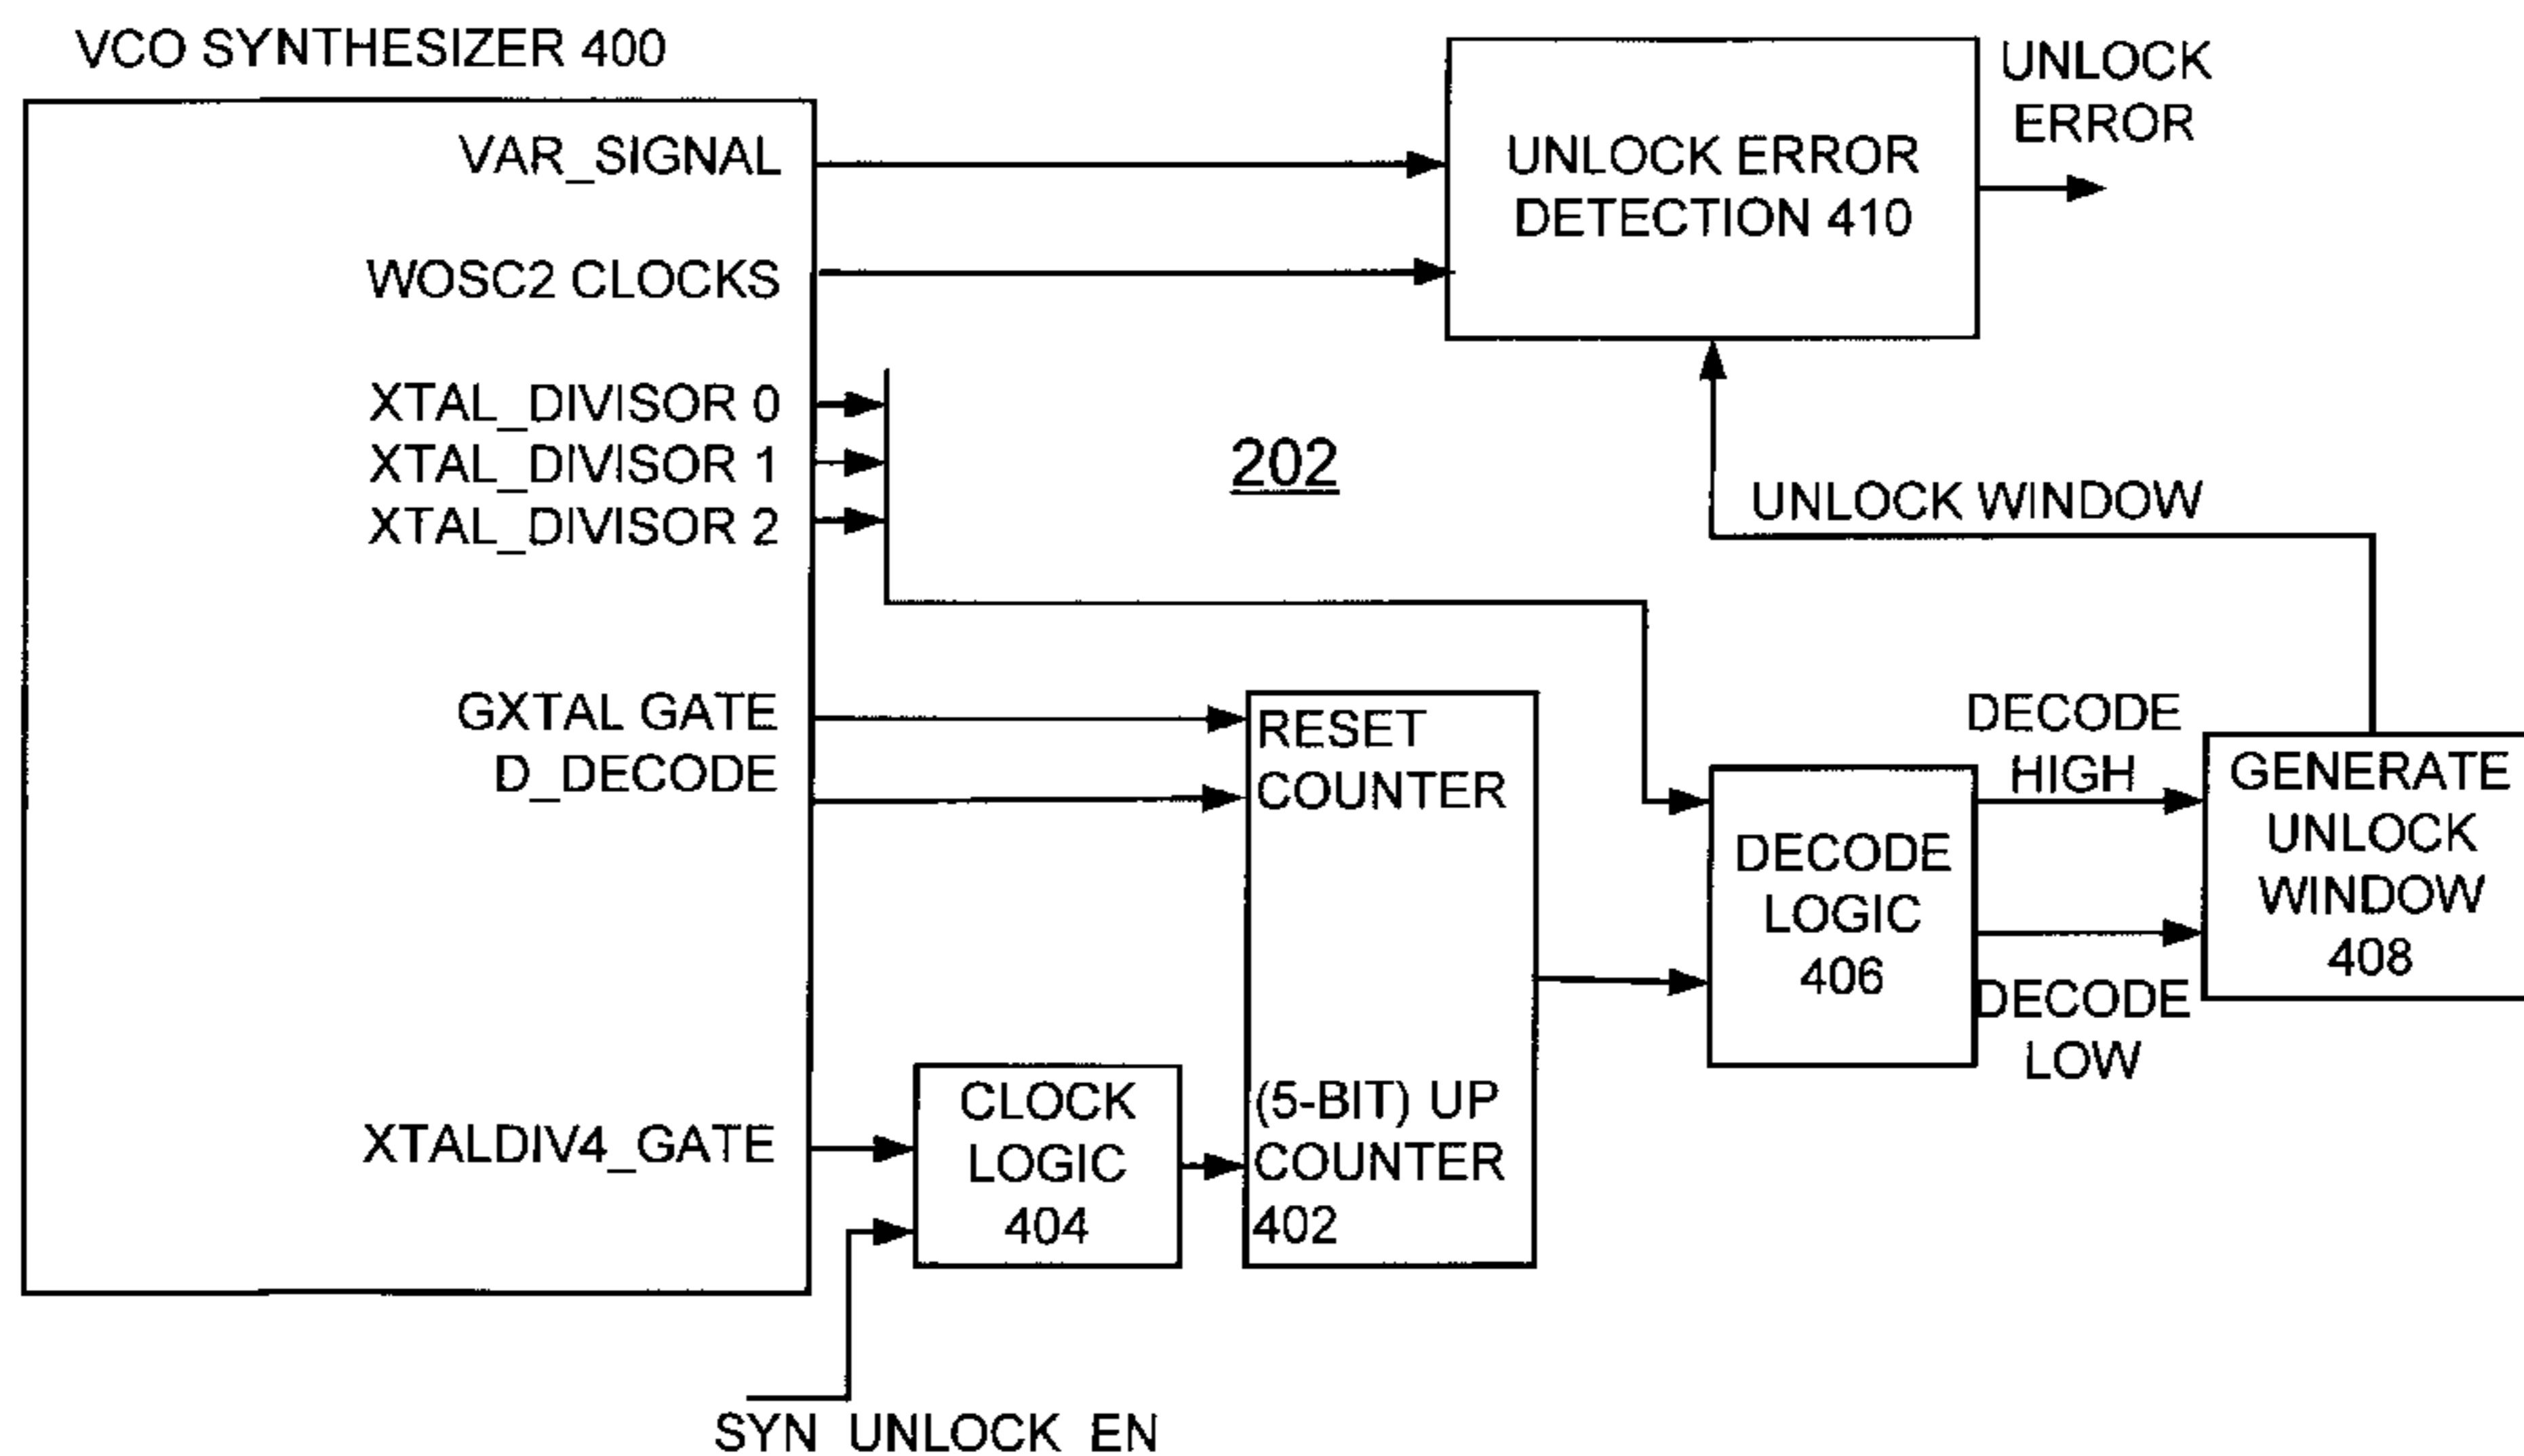 VCO SYNTHESIZER 400
VAR_SIGNAL
WOSC2 CLOCKS
XTAL_DIVISOR 0
XTAL_DIVISOR 1
XTAL_DIVISOR 2
GXTAL GATE
D_DECODE
XTALDIV4_GATE
SYN_UNLOCK_EN
CLOCK
LOGIC
404
RESET
COUNTER
(5-BIT) UP
COUNTER
402
202
UNLOCK ERROR
DETECTION 410
UNLOCK
ERROR
UNLOCK WINDOW
DECODE
LOGIC
406
DECODE
HIGH
DECODE
LOW
GENERATE
UNLOCK
WINDOW
408